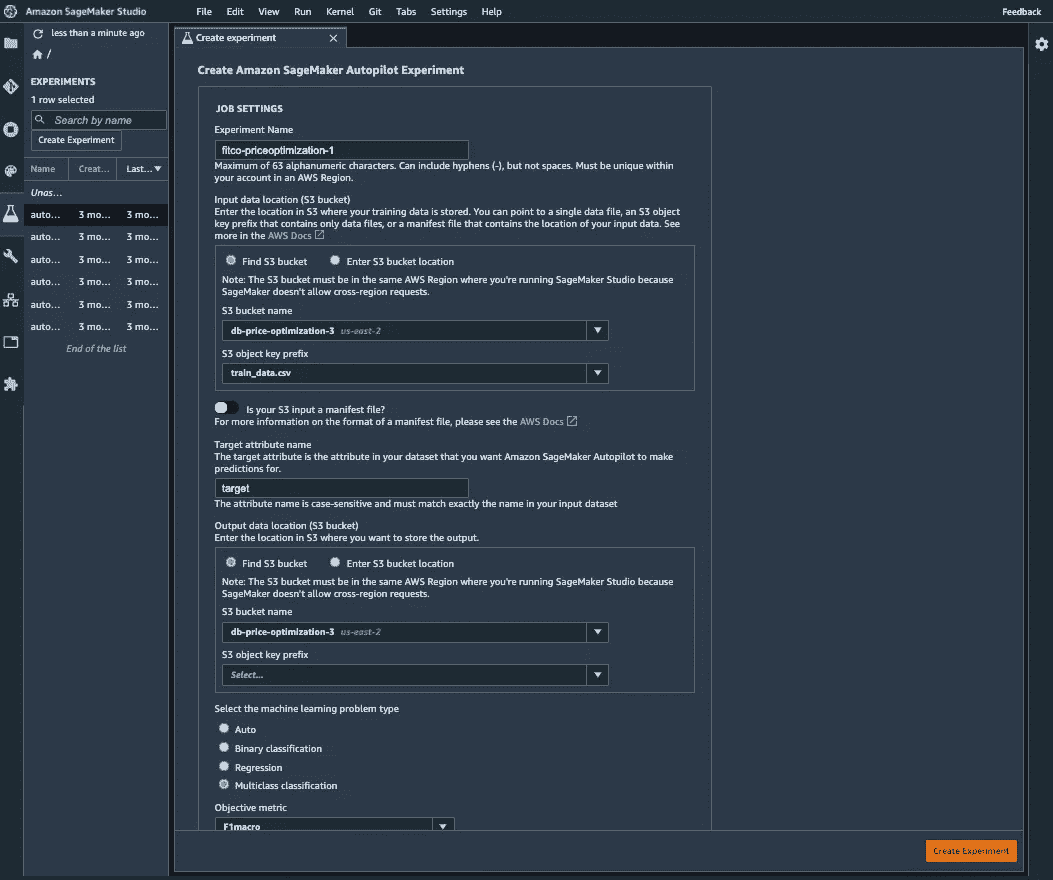 Amazon SageMaker Studio File Edit View Run Kernel Git Tabs Settings Help Feedback
less than a minute ago
/
EXPERIMENTS
1 row selected
Search by name
Create Experiment
Name Creat... Last...
Unas...
auto... 3 mo... 3 mo...
auto... 3 mo... 3 mo...
auto... 3 mo... 3 mo...
auto... 3 mo... 3 mo...
auto... 3 mo... 3 mo...
auto... 3 mo... 3 mo...
End of the list
Create experiment
Create Amazon SageMaker Autopilot Experiment
JOB SETTINGS
Experiment Name
fitco-priceoptimization-1
Maximum of 63 alphanumeric characters. Can include hyphens (-), but not spaces. Must be unique within
your account in an AWS Region.
Input data location (S3 bucket)
Enter the location in S3 where your training data is stored. You can point to a single data file, an S3 object
key prefix that contains only data files, or a manifest file that contains the location of your input data. See
more in the AWS Docs
Find S3 bucket Enter S3 bucket location
Note: The S3 bucket must be in the same AWS Region where you're running SageMaker Studio because
SageMaker doesn't allow cross-region requests.
S3 bucket name
db-price-optimization-3 us-east-2
S3 object key prefix
train_data.csv
Is your S3 input a manifest file?
For more information on the format of a manifest file, please see the AWS Docs
Target attribute name
The target attribute is the attribute in your dataset that you want Amazon SageMaker Autopilot to make
predictions for.
target
The attribute name is case-sensitive and must match exactly the name in your input dataset
Output data location (S3 bucket)
Enter the location in S3 where you want to store the output.
Find S3 bucket Enter S3 bucket location
Note: The S3 bucket must be in the same AWS Region where you're running SageMaker Studio because
SageMaker doesn't allow cross-region requests.
S3 bucket name
db-price-optimization-3 us-east-2
S3 object key prefix
Select...
Select the machine learning problem type
Auto
Binary classification
Regression
Multiclass classification
Objective metric
F1macro
Create Experiment